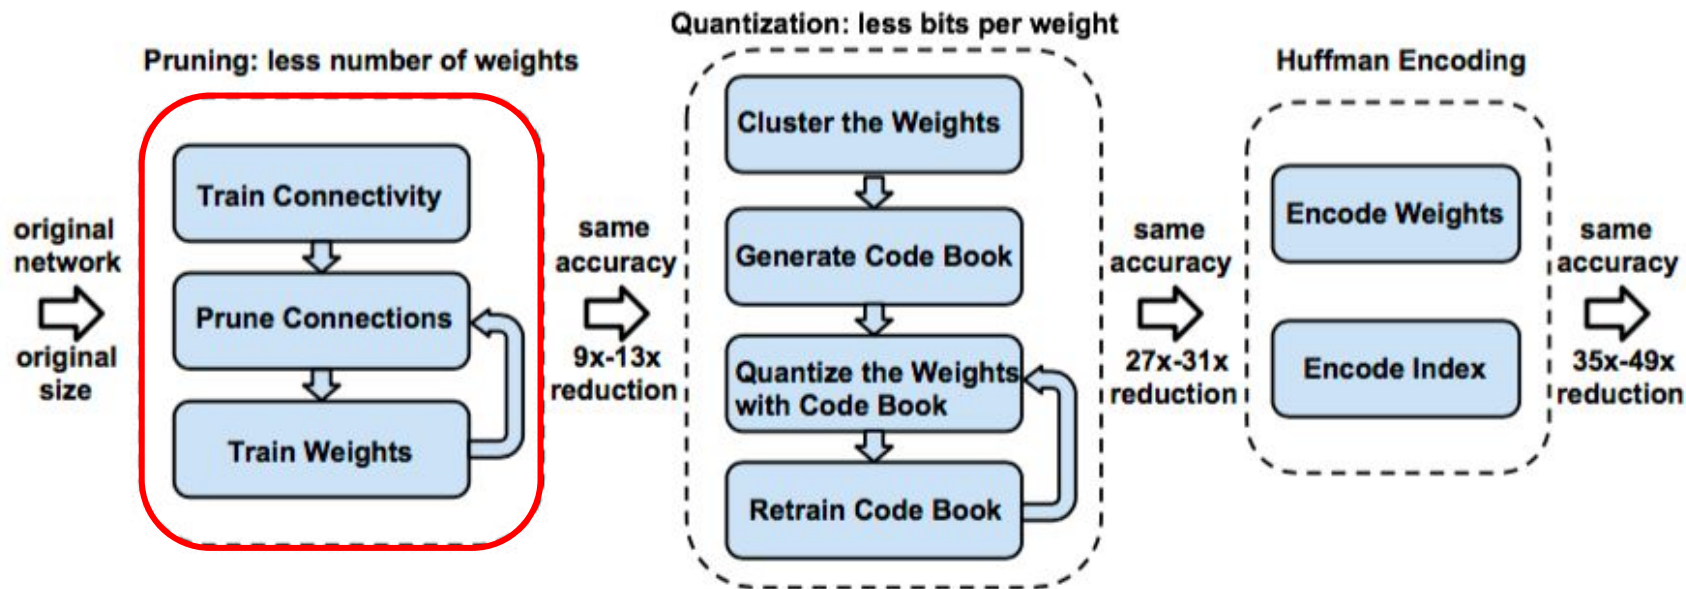 Quantization: less bits per weight
Pruning: less number of weights
Huffman Encoding
original
network
original
size
Train Connectivity
Prune Connections
Train Weights
same
accuracy
9x-13x
reduction
Cluster the Weights
Generate Code Book
Quantize the Weights
with Code Book
Retrain Code Book
same
accuracy
27x-31x
reduction
Encode Weights
Encode Index
same
accuracy
35x-49x
reduction